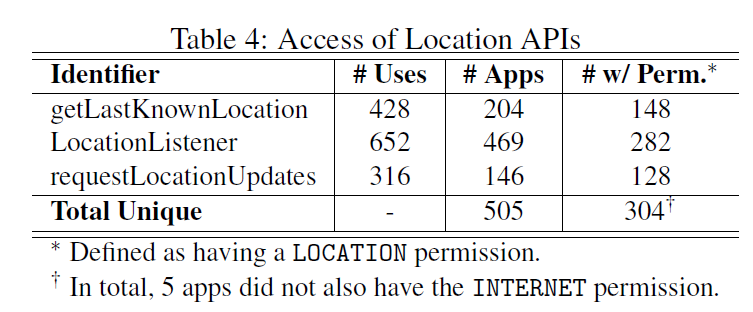 Table 4: Access of Location APIs
Identifier # Uses # Apps # w/ Perm.*
getLastKnownLocation 428 204 148
LocationListener 652 469 282
requestLocationUpdates 316 146 128
Total Unique - 505 304†
* Defined as having a LOCATION permission.
† In total, 5 apps did not also have the INTERNET permission.